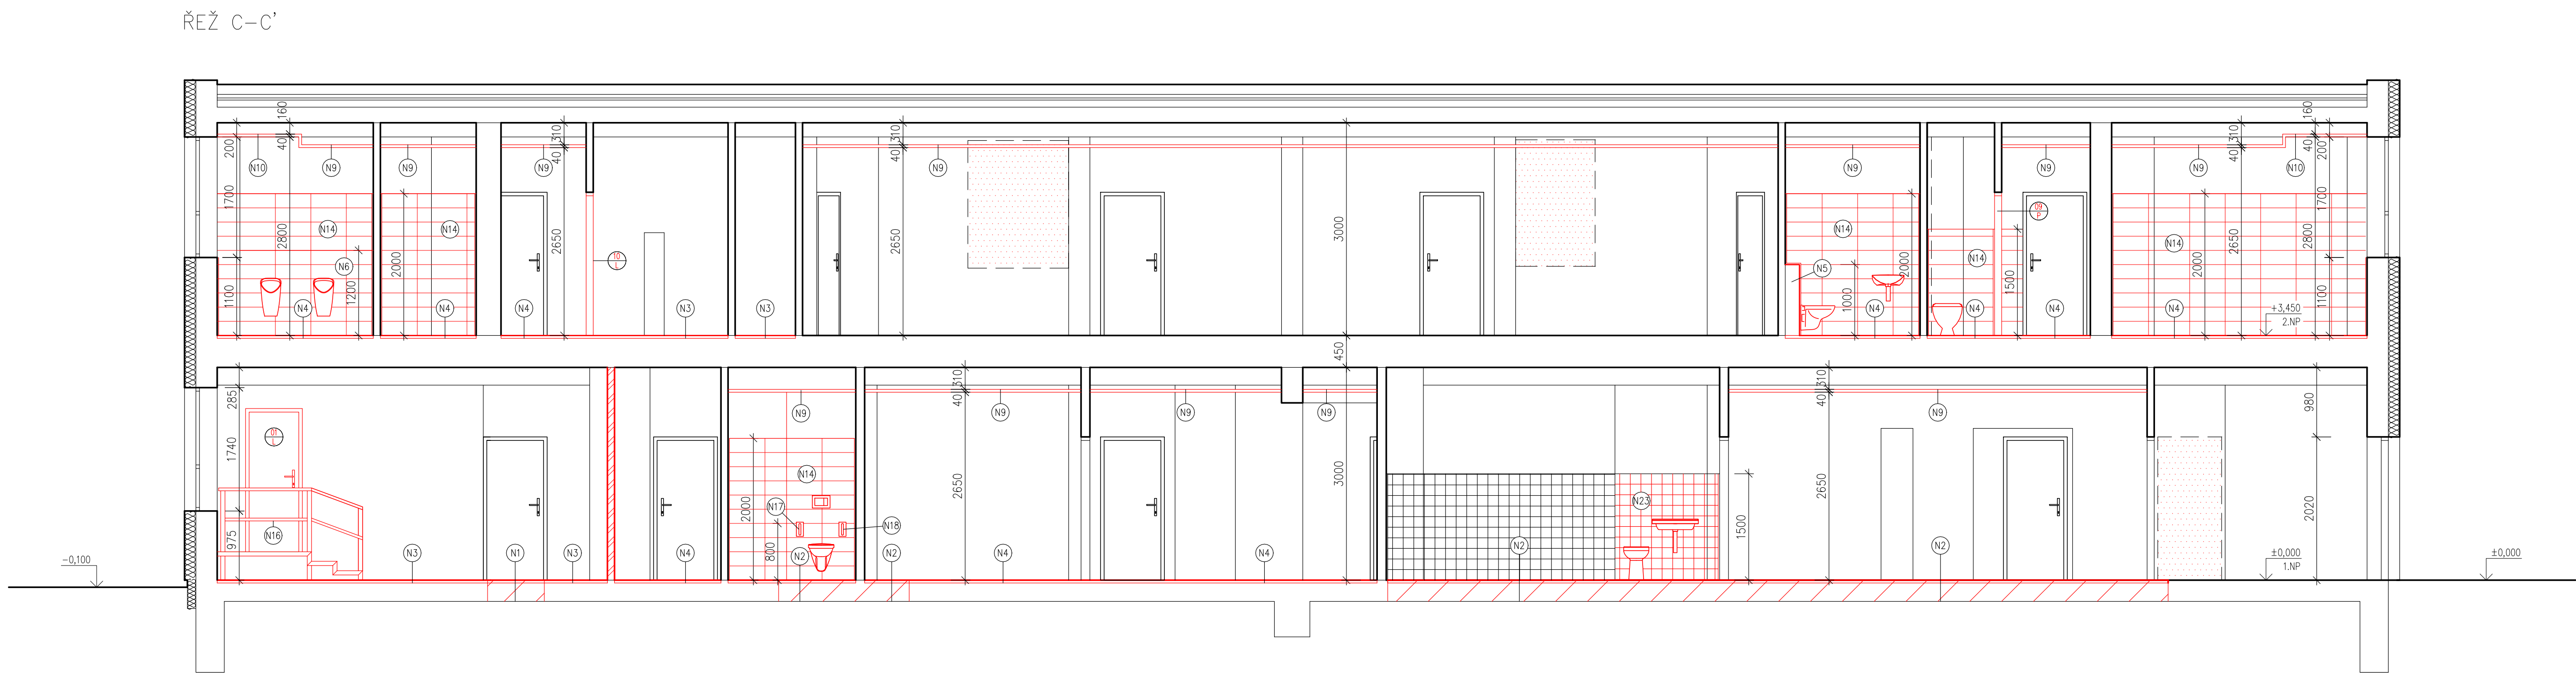 ŘEŽ C-C'
160
40
200
1700
1100
2800
N10
N9
N14
N6
1200
N4
N9
N14
2000
N4
310
40
N9
2650
N4
10
L
N3
N3
310
40
2650
N9
3000
450
N9
N14
N5
1000
2000
N4
N14
N4
1500
09
P
N9
N4
N9
N14
N4
2000
310
40
2650
N10
160
40
200
2800
1700
1100
+3,450
2.NP
285
1740
975
01
L
N16
N3
N1
N3
N4
N9
N14
2000
N17
800
N2
N18
N2
310
40
2650
N9
N4
N9
N4
N9
3000
N2
N23
1500
310
40
2650
N9
N2
980
2020
±0,000
1.NP
±0,000
-0,100